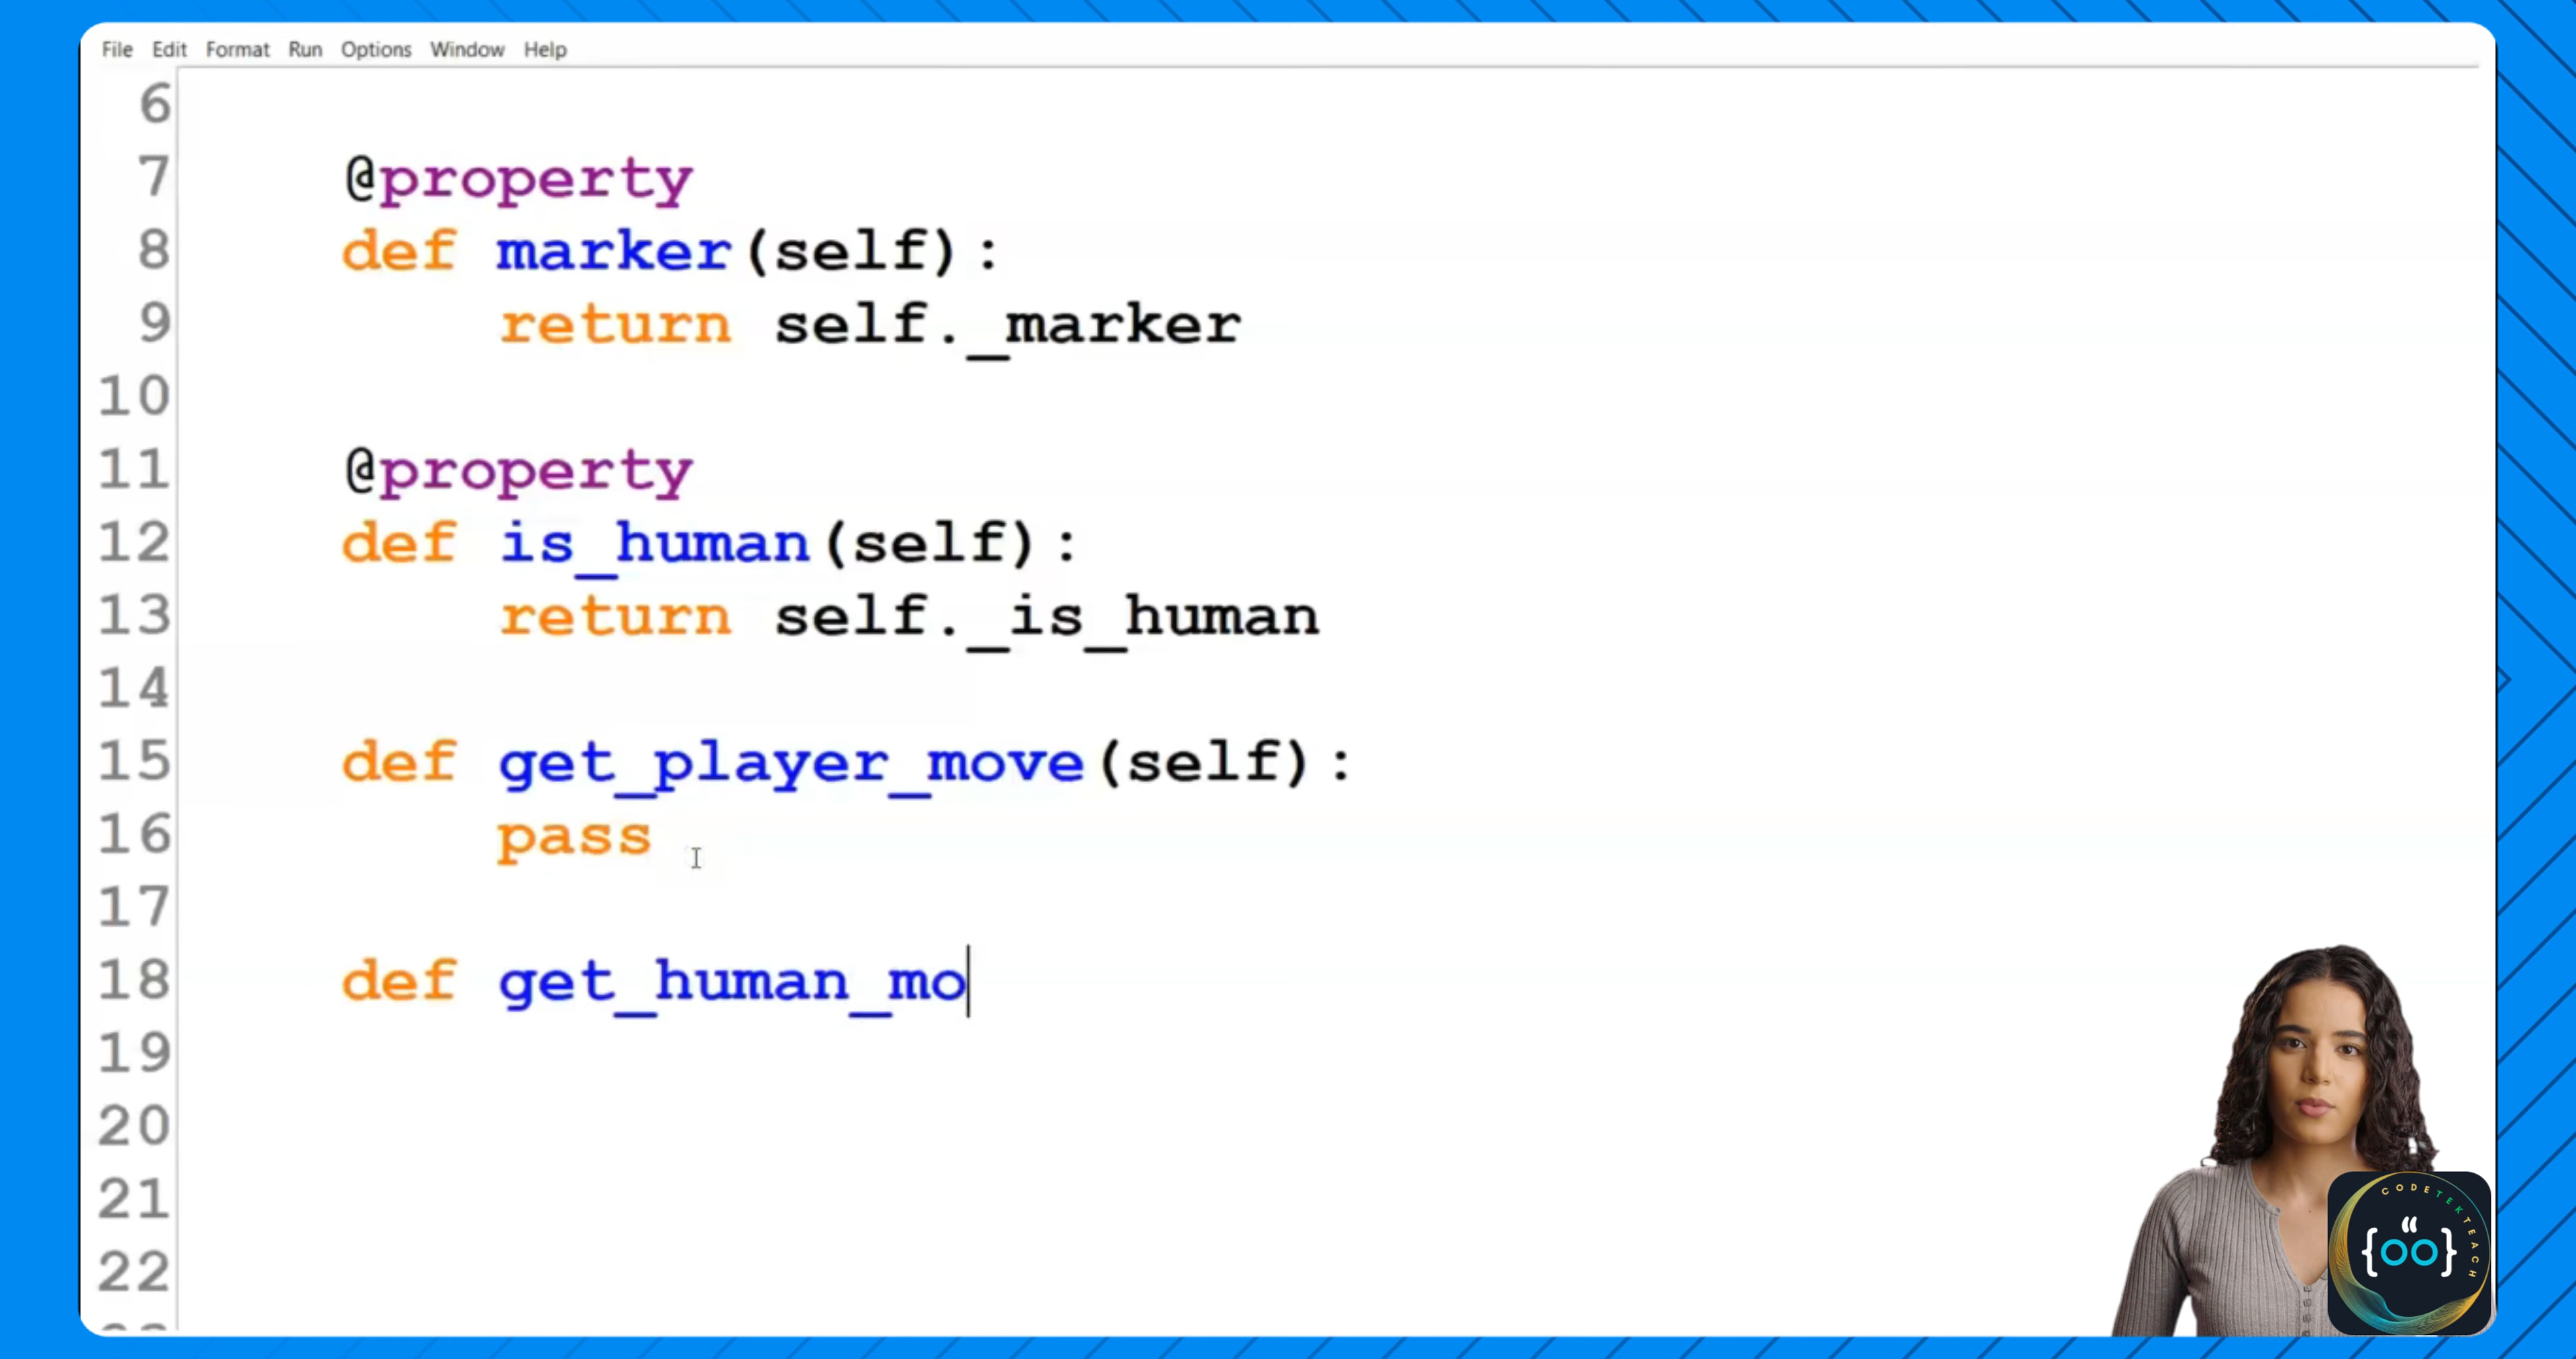 File Edit Format Run Options Window Help
6
7 @property
8 def marker(self):
9 return self._marker
10
11 @property
12 def is_human(self):
13 return self._is_human
14
15 def get_player_move(self):
16 pass
17
18 def get_human_mo
19
20
21
22
CODETEKTEACH
{oo}